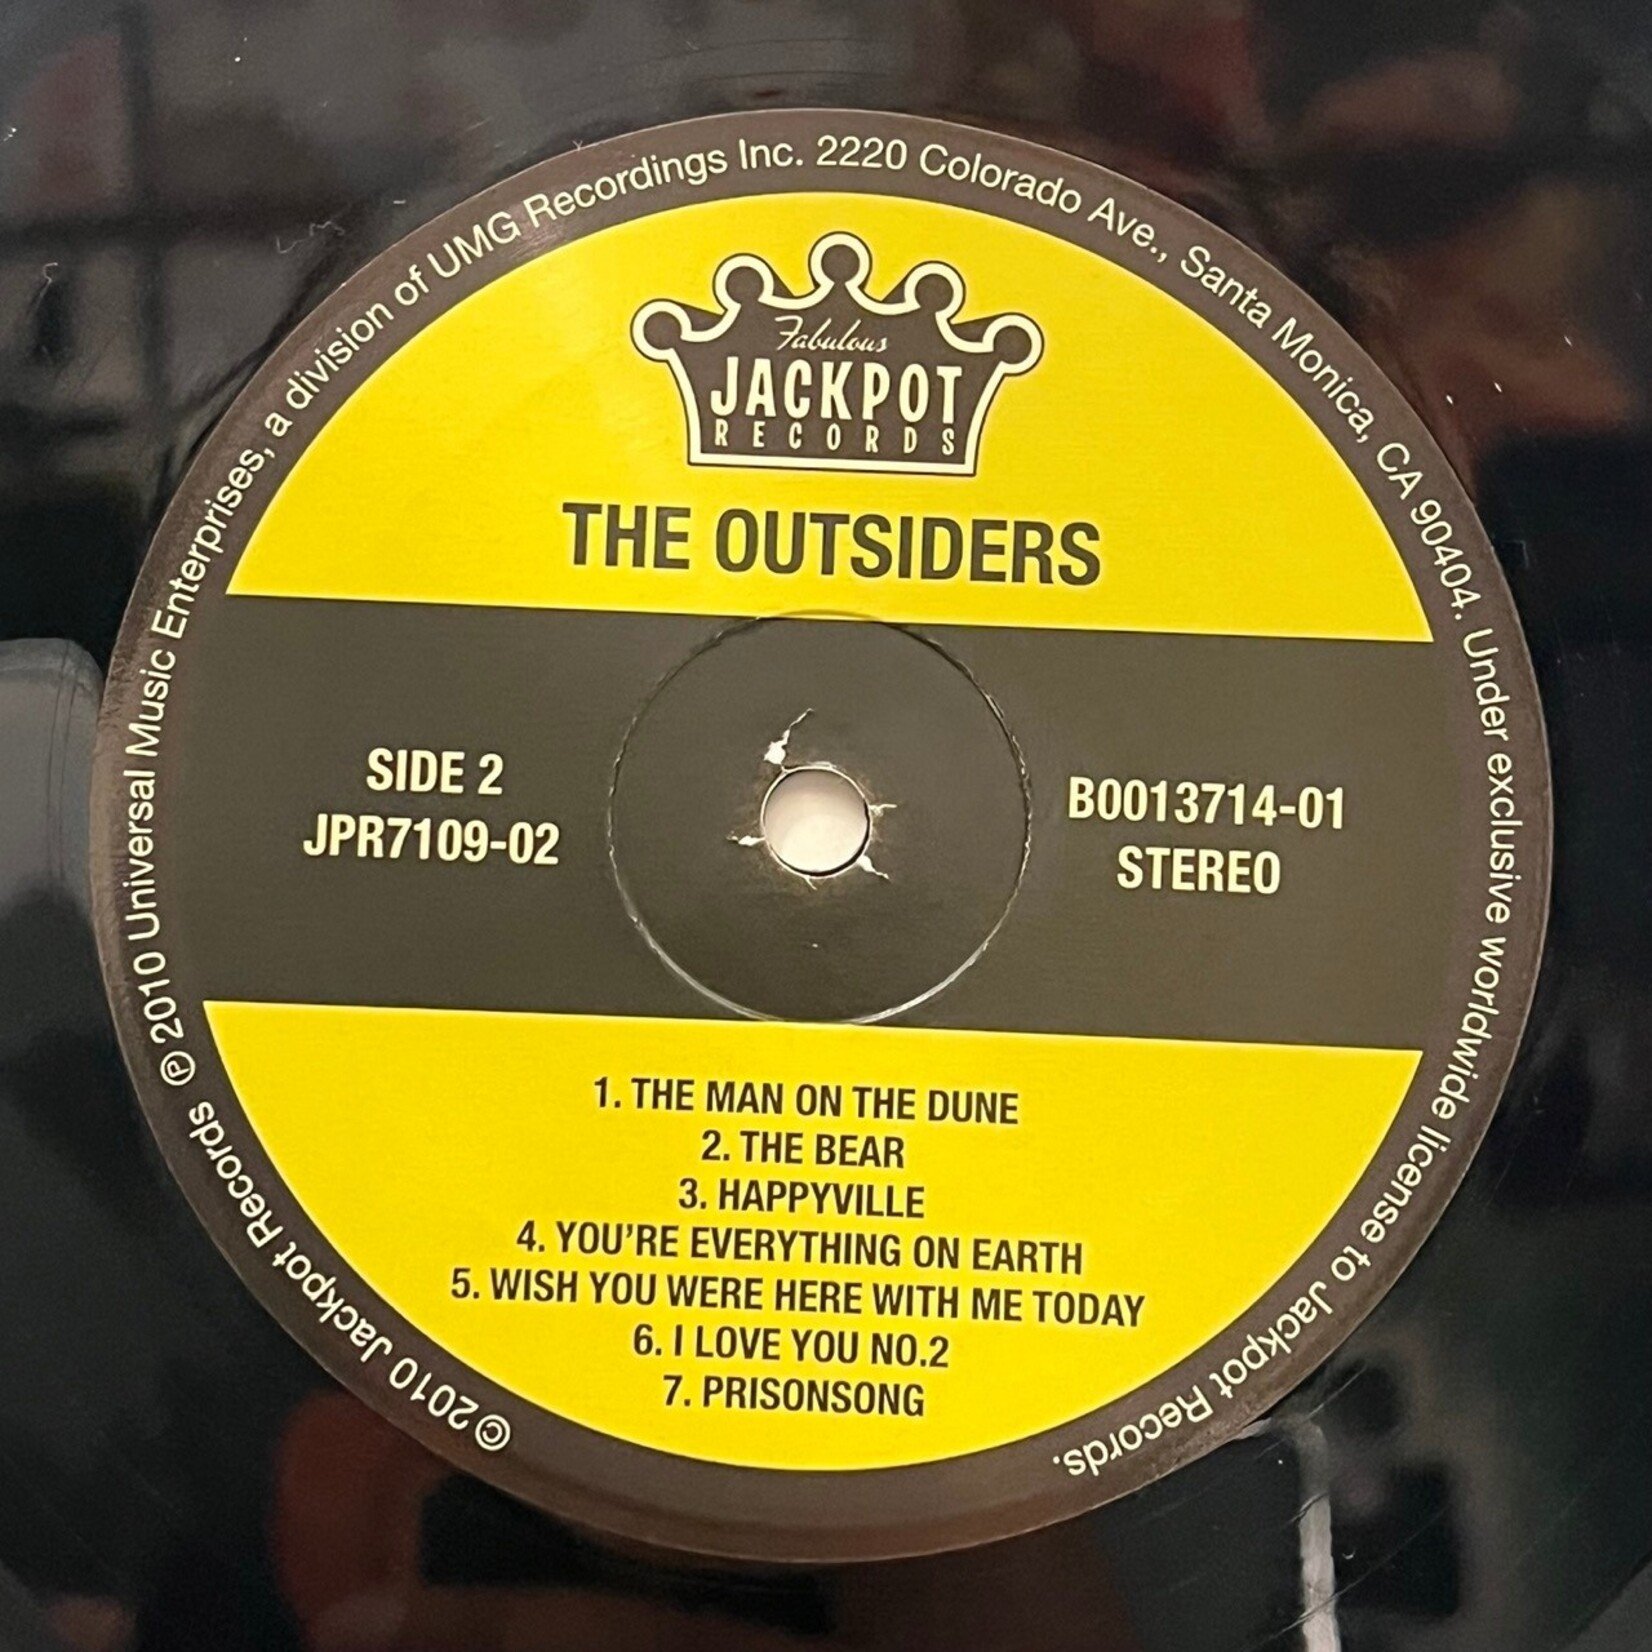 Fabulous
JACKPOT
RECORDS
THE OUTSIDERS
SIDE 2
JPR7109-02
B0013714-01
STEREO
1. THE MAN ON THE DUNE
2. THE BEAR
3. HAPPYVILLE
4. YOU'RE EVERYTHING ON EARTH
5. WISH YOU WERE HERE WITH ME TODAY
6. I LOVE YOU NO.2
7. PRISONSONG
©2010 Jackpot Records ℗ 2010 Universal Music Enterprises, a division of UMG Recordings Inc. 2220 Colorado Ave., Santa Monica, CA 90404. Under exclusive worldwide license to Jackpot Records.